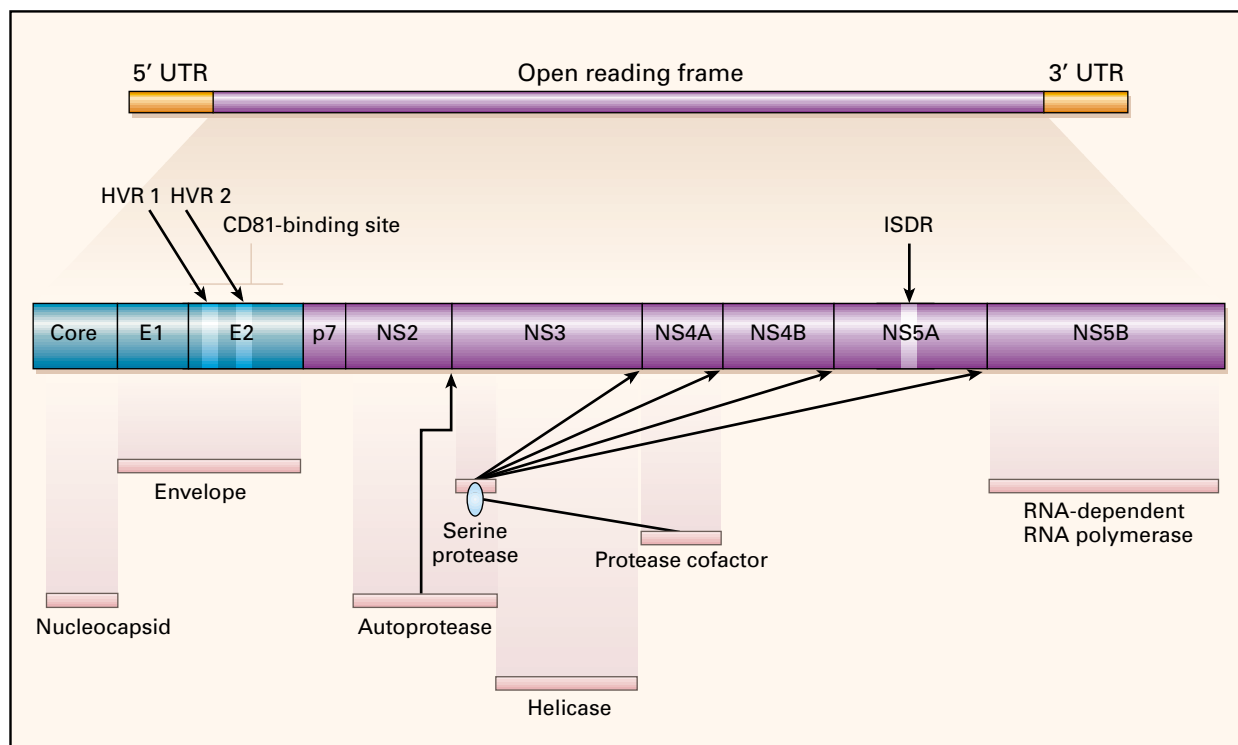 5′ UTR
Open reading frame
3′ UTR
HVR 1
HVR 2
CD81-binding site
ISDR
Core
E1
E2
p7
NS2
NS3
NS4A
NS4B
NS5A
NS5B
Envelope
Serine
protease
RNA-dependent
RNA polymerase
Protease cofactor
Nucleocapsid
Autoprotease
Helicase